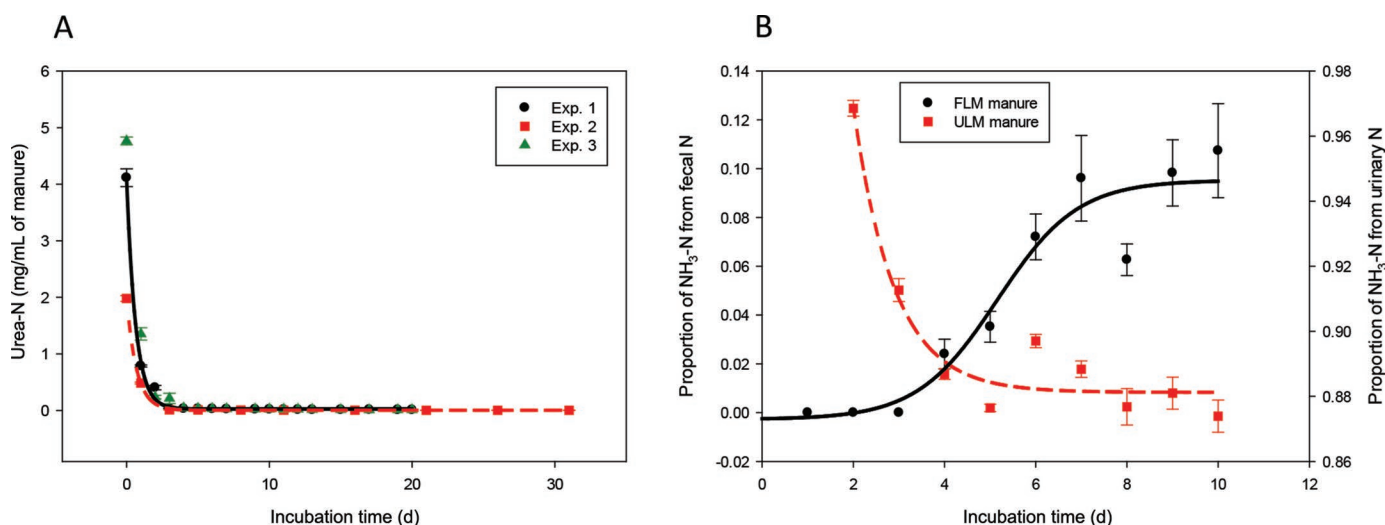 A
Urea-N (mg/mL of manure)
6
5
4
3
2
1
0
0
10
20
30
Incubation time (d)
Exp. 1
Exp. 2
Exp. 3
B
Proportion of NH₃-N from fecal N
0.14
0.12
0.10
0.08
0.06
0.04
0.02
0.00
-0.02
0
2
4
6
8
10
12
Incubation time (d)
FLM manure
ULM manure
0.98
0.96
0.94
0.92
0.90
0.88
0.86
Proportion of NH₃-N from urinary N